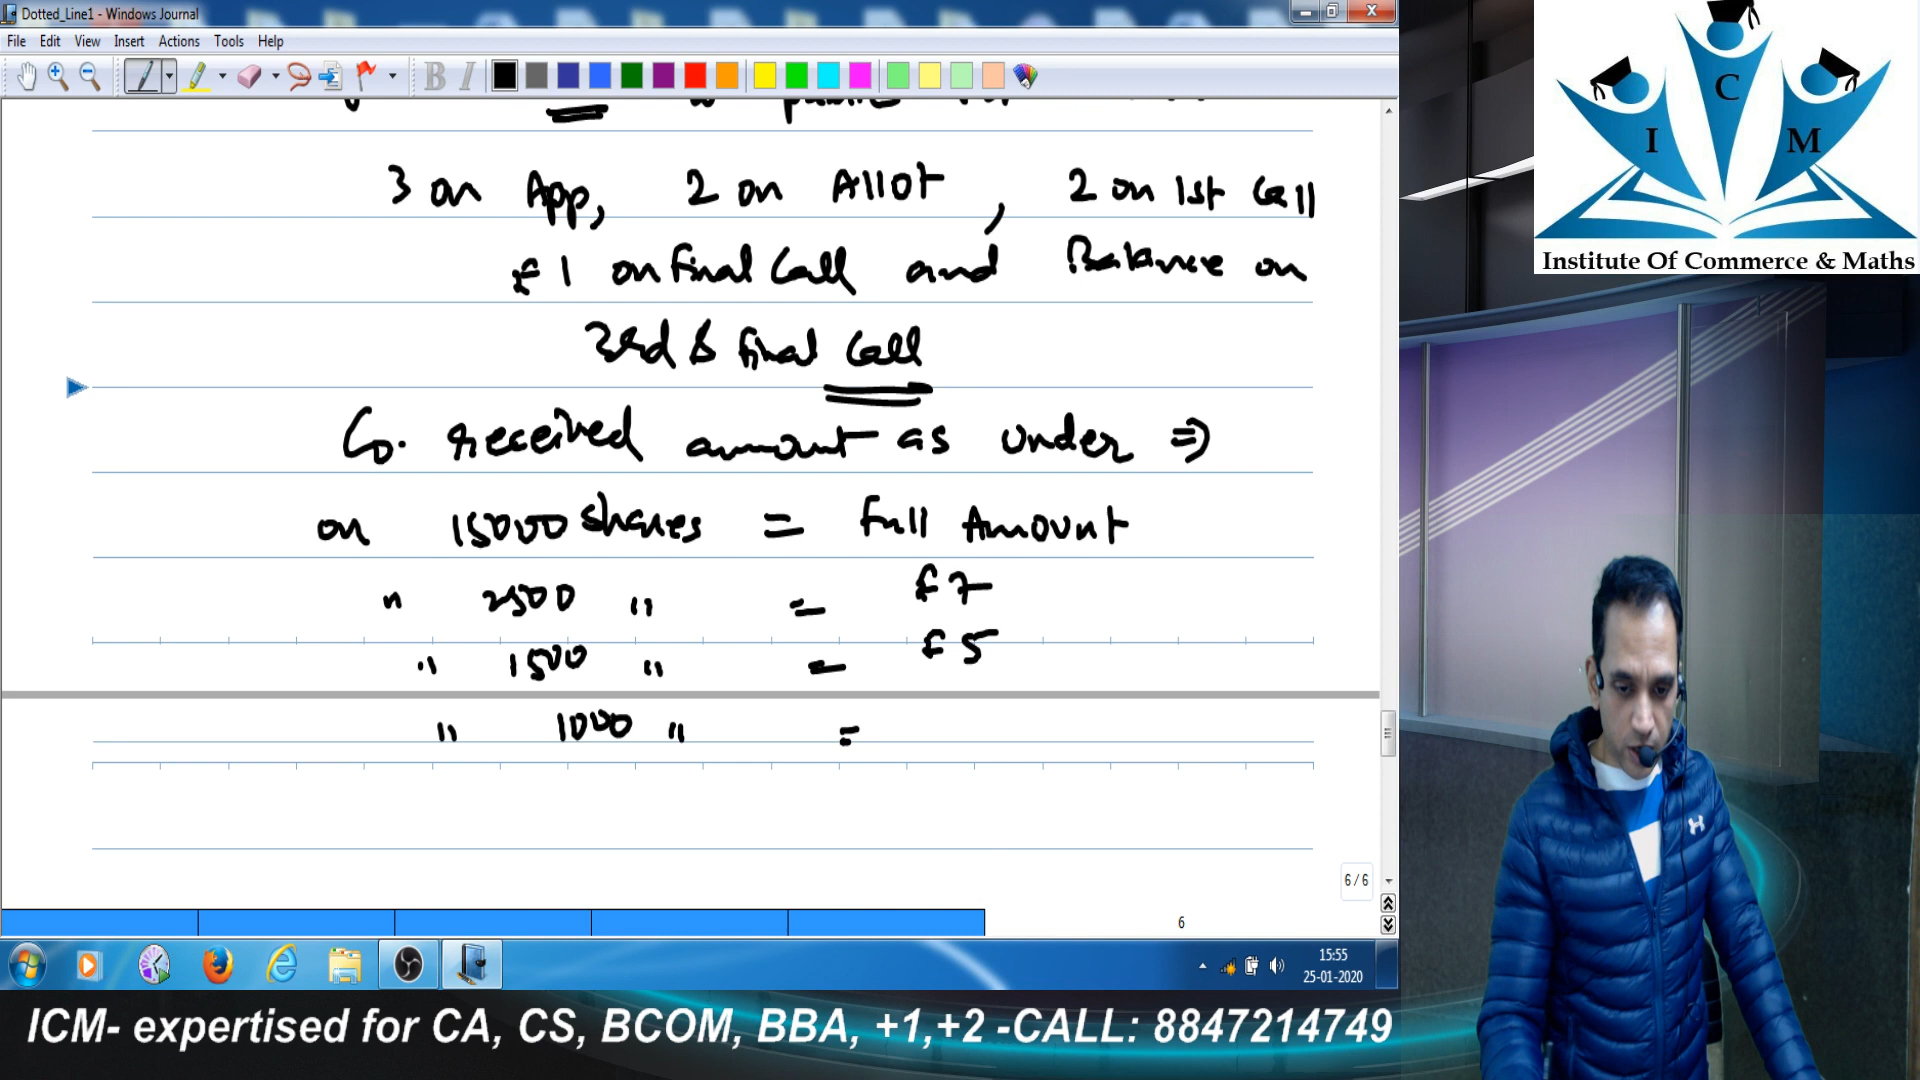 Dotted_Line1 - Windows Journal
File Edit View Insert Actions Tools Help
B I
public
3 on App, 2 on Allot, 2 on 1st Call
₹ 1 on final Call and Balance on
3rd & final Call
Co. received amount as under ⇒
on 15000 shares = full Amount
" 2500 " = ₹ 7
" 1500 " = ₹ 5
" 1000 " =
6 / 6
6
15:55
25-01-2020
I C M
Institute Of Commerce & Maths
ICM- expertised for CA, CS, BCOM, BBA, +1,+2 -CALL: 8847214749